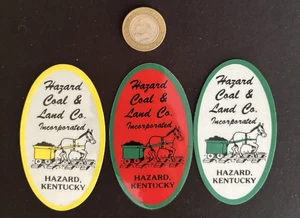 Hazard
Coal &
Land Co.
Incorporated
HAZARD,
KENTUCKY
Hazard
Coal &
Land Co.
Incorporated
HAZARD,
KENTUCKY
Hazard
Coal &
Land Co.
Incorporated
HAZARD,
KENTUCKY